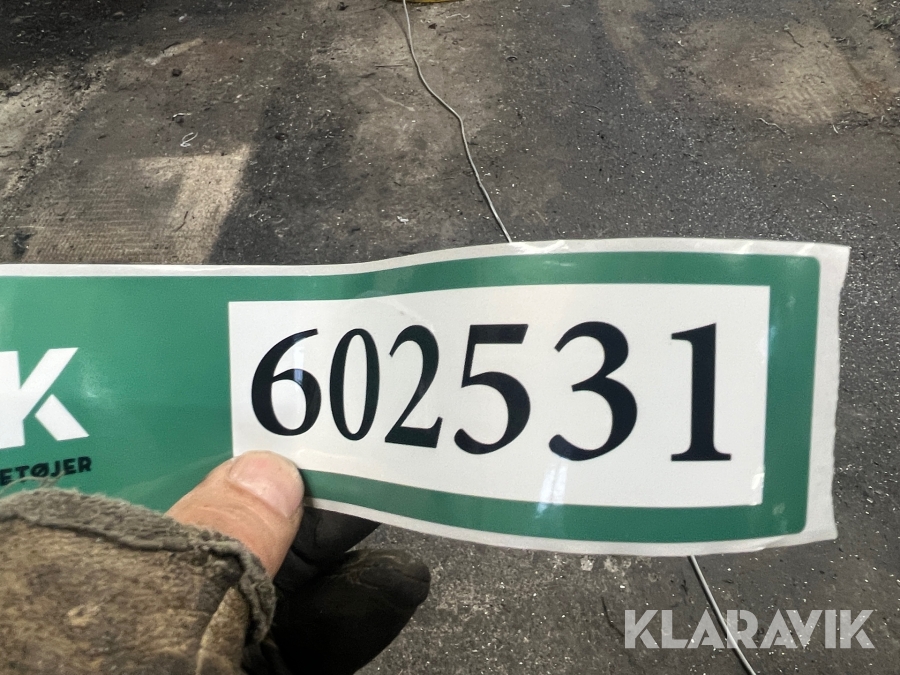 602531
K
ETØJER
KLARAVIK